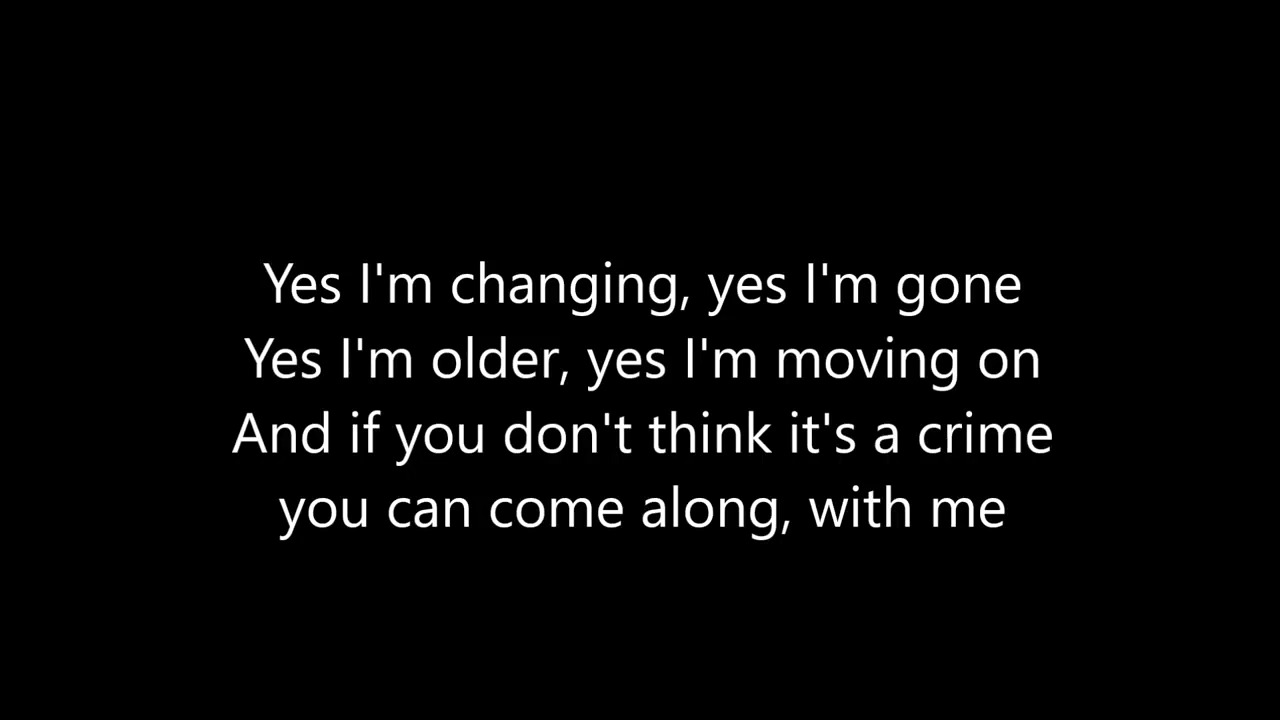 Yes I'm changing, yes I'm gone
Yes I'm older, yes I'm moving on
And if you don't think it's a crime
you can come along, with me